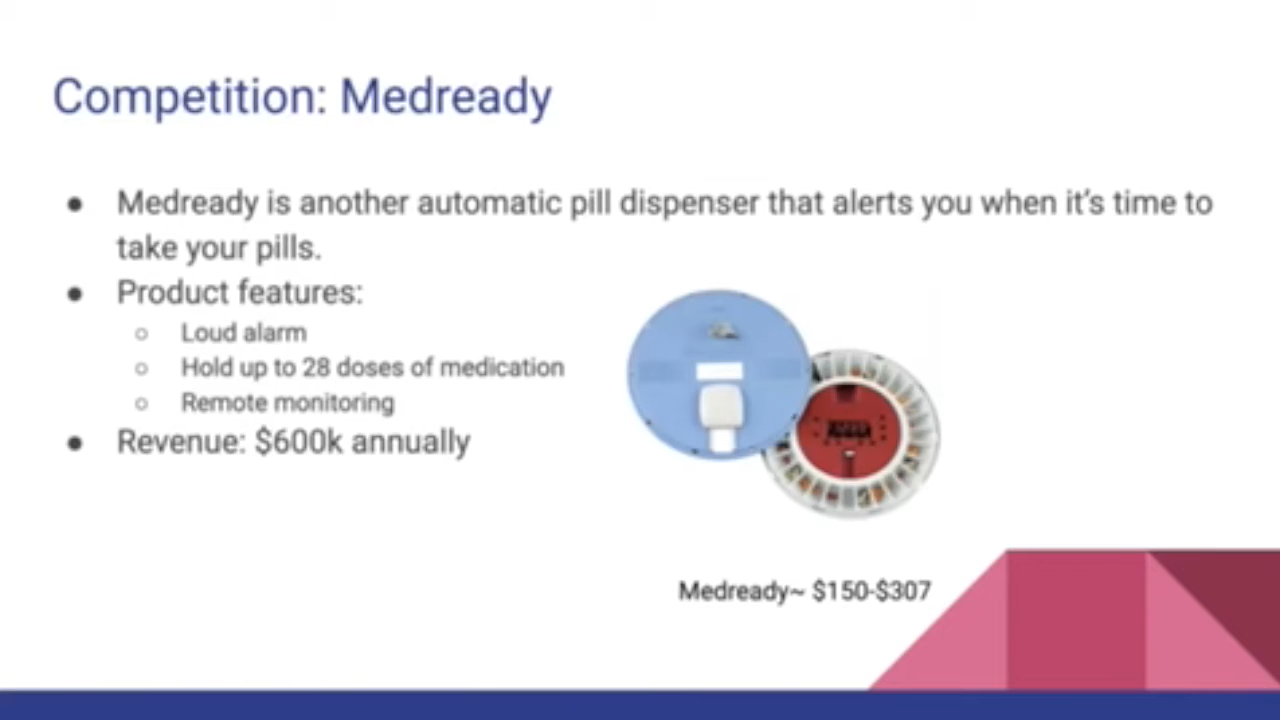 Competition: Medready
● Medready is another automatic pill dispenser that alerts you when it's time to
take your pills.
● Product features:
○ Loud alarm
○ Hold up to 28 doses of medication
○ Remote monitoring
● Revenue: $600k annually
Medready~ $150-$307